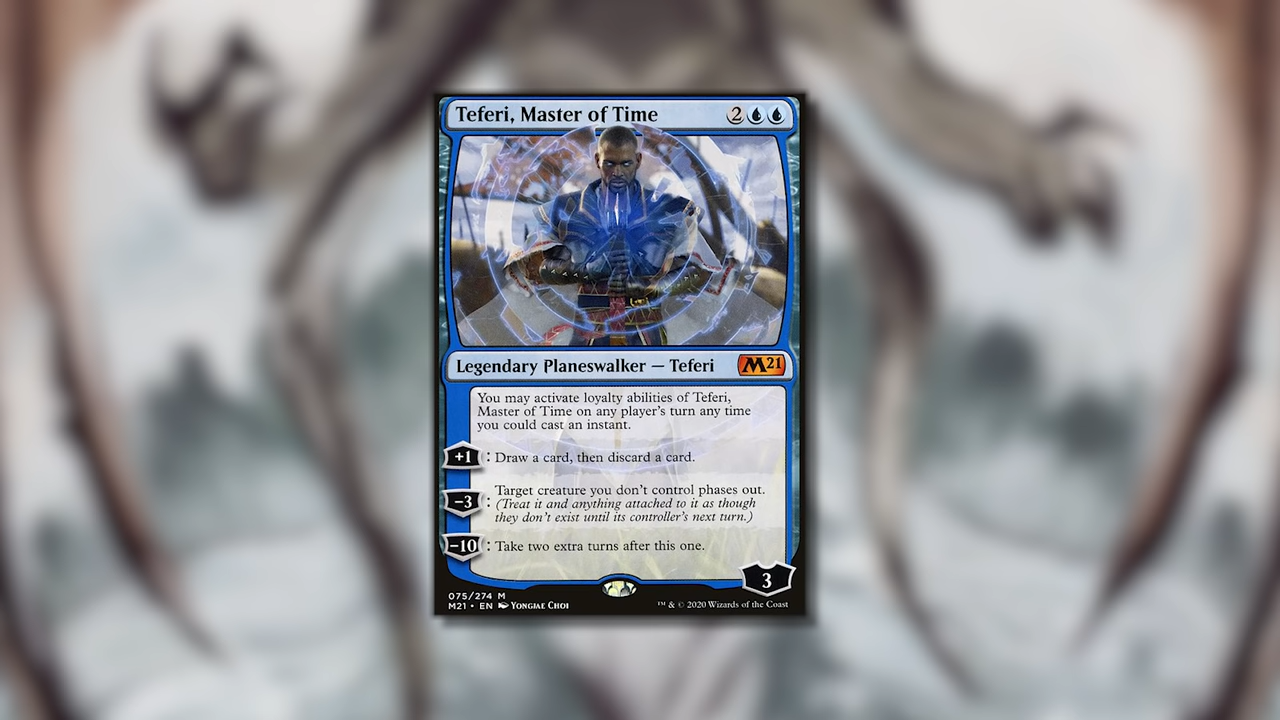 Teferi, Master of Time 2
Legendary Planeswalker — Teferi M21
You may activate loyalty abilities of Teferi,
Master of Time on any player's turn any time
you could cast an instant.
+1 : Draw a card, then discard a card.
−3 : Target creature you don't control phases out.
(Treat it and anything attached to it as though
they don't exist until its controller's next turn.)
−10 : Take two extra turns after this one.
3
075/274 M
M21 • EN Yongjae Choi
™ & © 2020 Wizards of the Coast